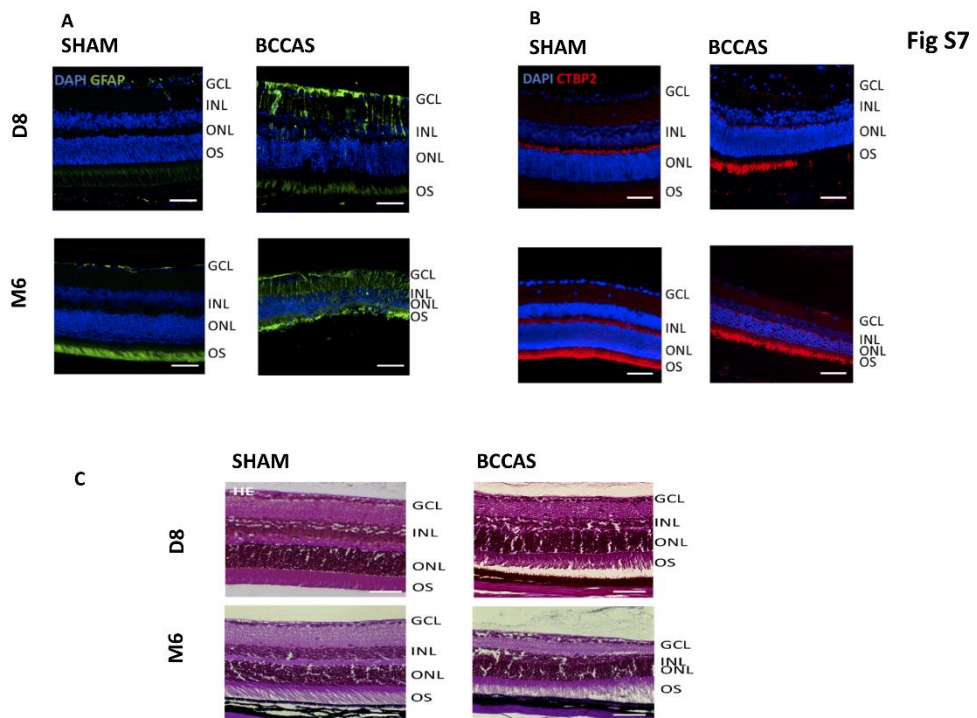 A
B
Fig S7
SHAM
BCCAS
SHAM
BCCAS
D8
DAPI GFAP
GCL
INL
ONL
OS
GCL
INL
ONL
OS
DAPI CTBP2
GCL
INL
ONL
OS
GCL
INL
ONL
OS
M6
GCL
INL
ONL
OS
GCL
INL
ONL
OS
GCL
INL
ONL
OS
GCL
INL
ONL
OS
C
SHAM
BCCAS
D8
HE
GCL
INL
ONL
OS
GCL
INL
ONL
OS
M6
GCL
INL
ONL
OS
GCL
INL
ONL
OS